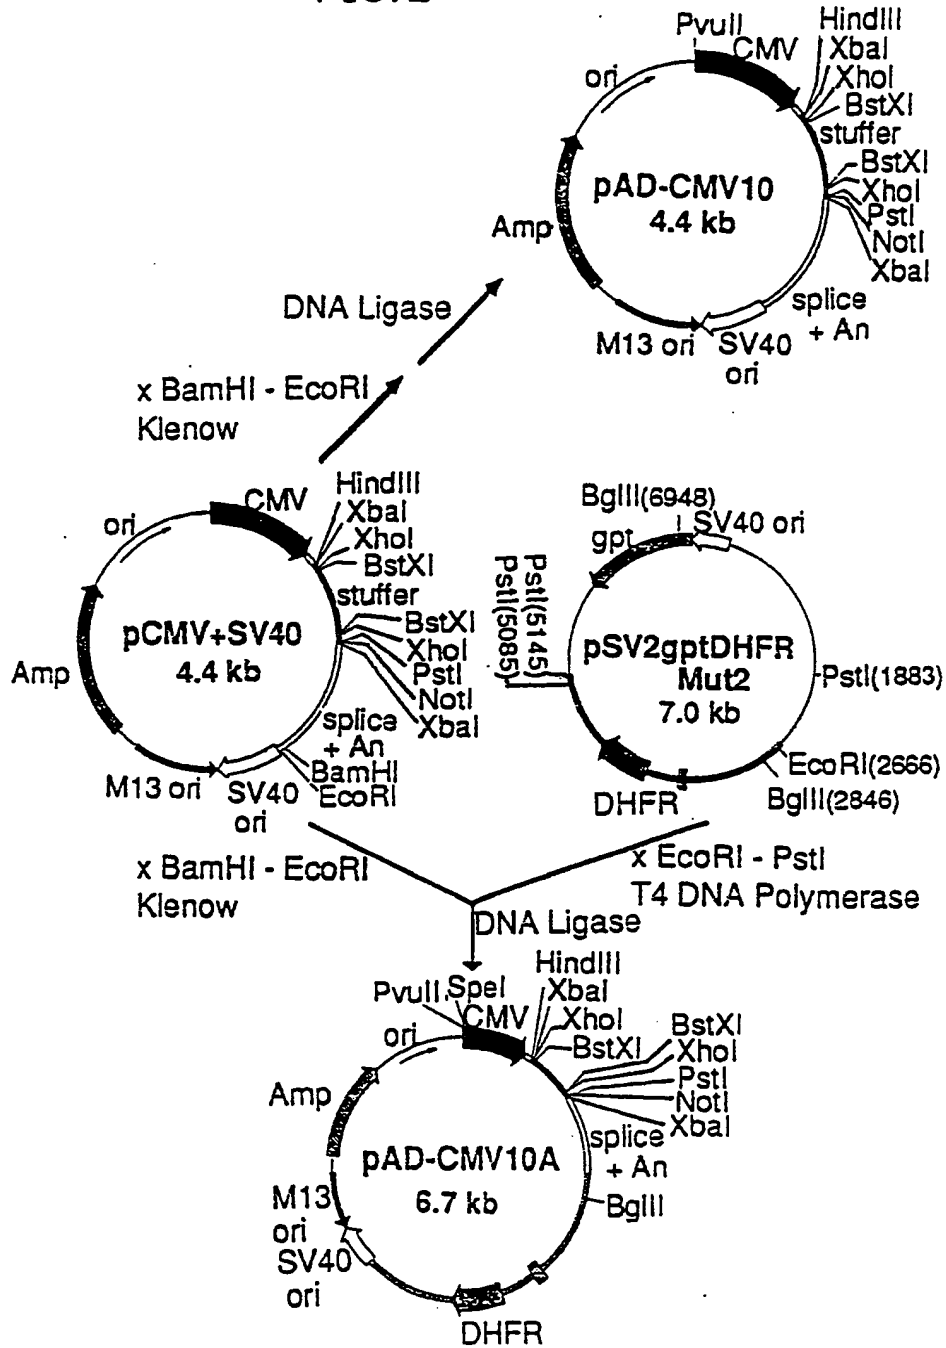 PvuII
CMV
HindIII
XbaI
XhoI
BstXI
stuffer
BstXI
XhoI
PstI
NotI
XbaI
splice
+ An
SV40
ori
M13 ori
Amp
ori
pAD-CMV10
4.4 kb
DNA Ligase
x BamHI - EcoRI
Klenow
CMV
HindIII
XbaI
XhoI
BstXI
stuffer
BstXI
XhoI
PstI
NotI
XbaI
splice
+ An
BamHI
EcoRI
SV40
ori
M13 ori
Amp
ori
pCMV+SV40
4.4 kb
BglII(6948)
SV40 ori
gpt
PstI(5145)
PstI(5085)
pSV2gptDHFR
Mut2
7.0 kb
PstI(1883)
EcoRI(2666)
BglII(2846)
DHFR
x BamHI - EcoRI
Klenow
x EcoRI - PstI
T4 DNA Polymerase
DNA Ligase
PvuII
SpeI
CMV
HindIII
XbaI
XhoI
BstXI
BstXI
XhoI
PstI
NotI
XbaI
splice
+ An
BglII
DHFR
SV40
ori
M13
ori
Amp
ori
pAD-CMV10A
6.7 kb